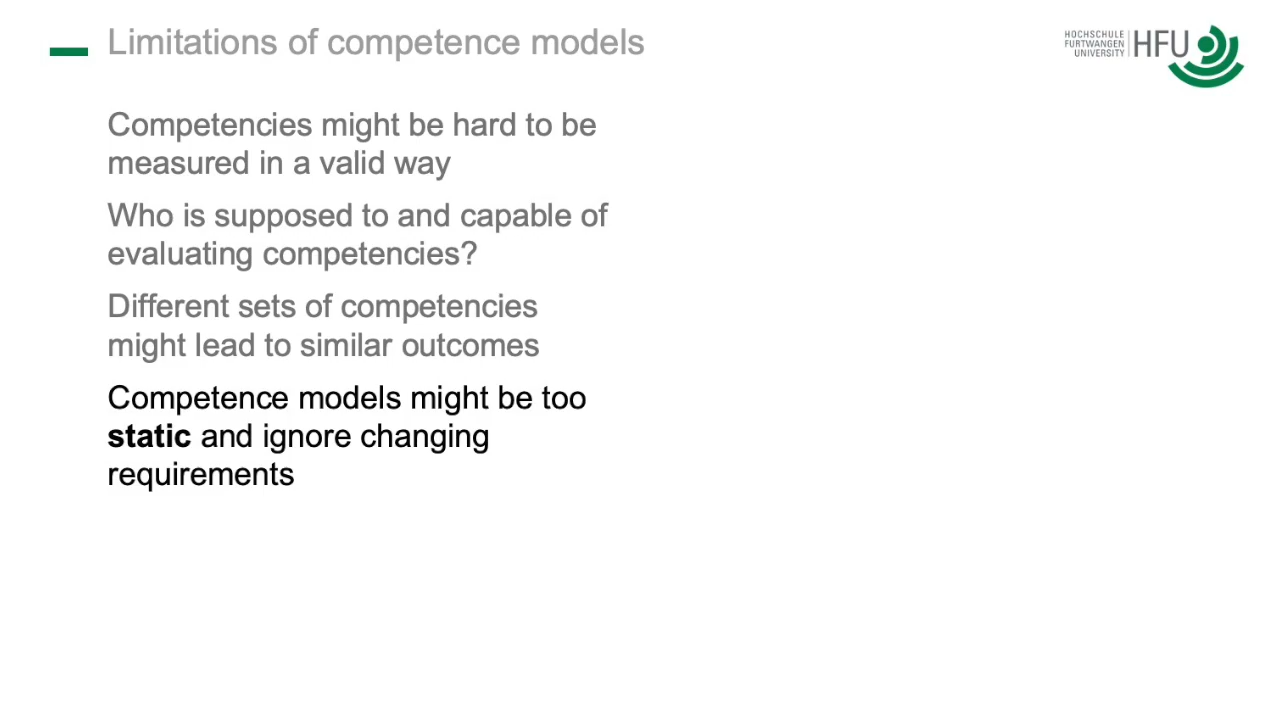 Limitations of competence models
HOCHSCHULE
FURTWANGEN
UNIVERSITY
HFU
Competencies might be hard to be
measured in a valid way
Who is supposed to and capable of
evaluating competencies?
Different sets of competencies
might lead to similar outcomes
Competence models might be too
static and ignore changing
requirements